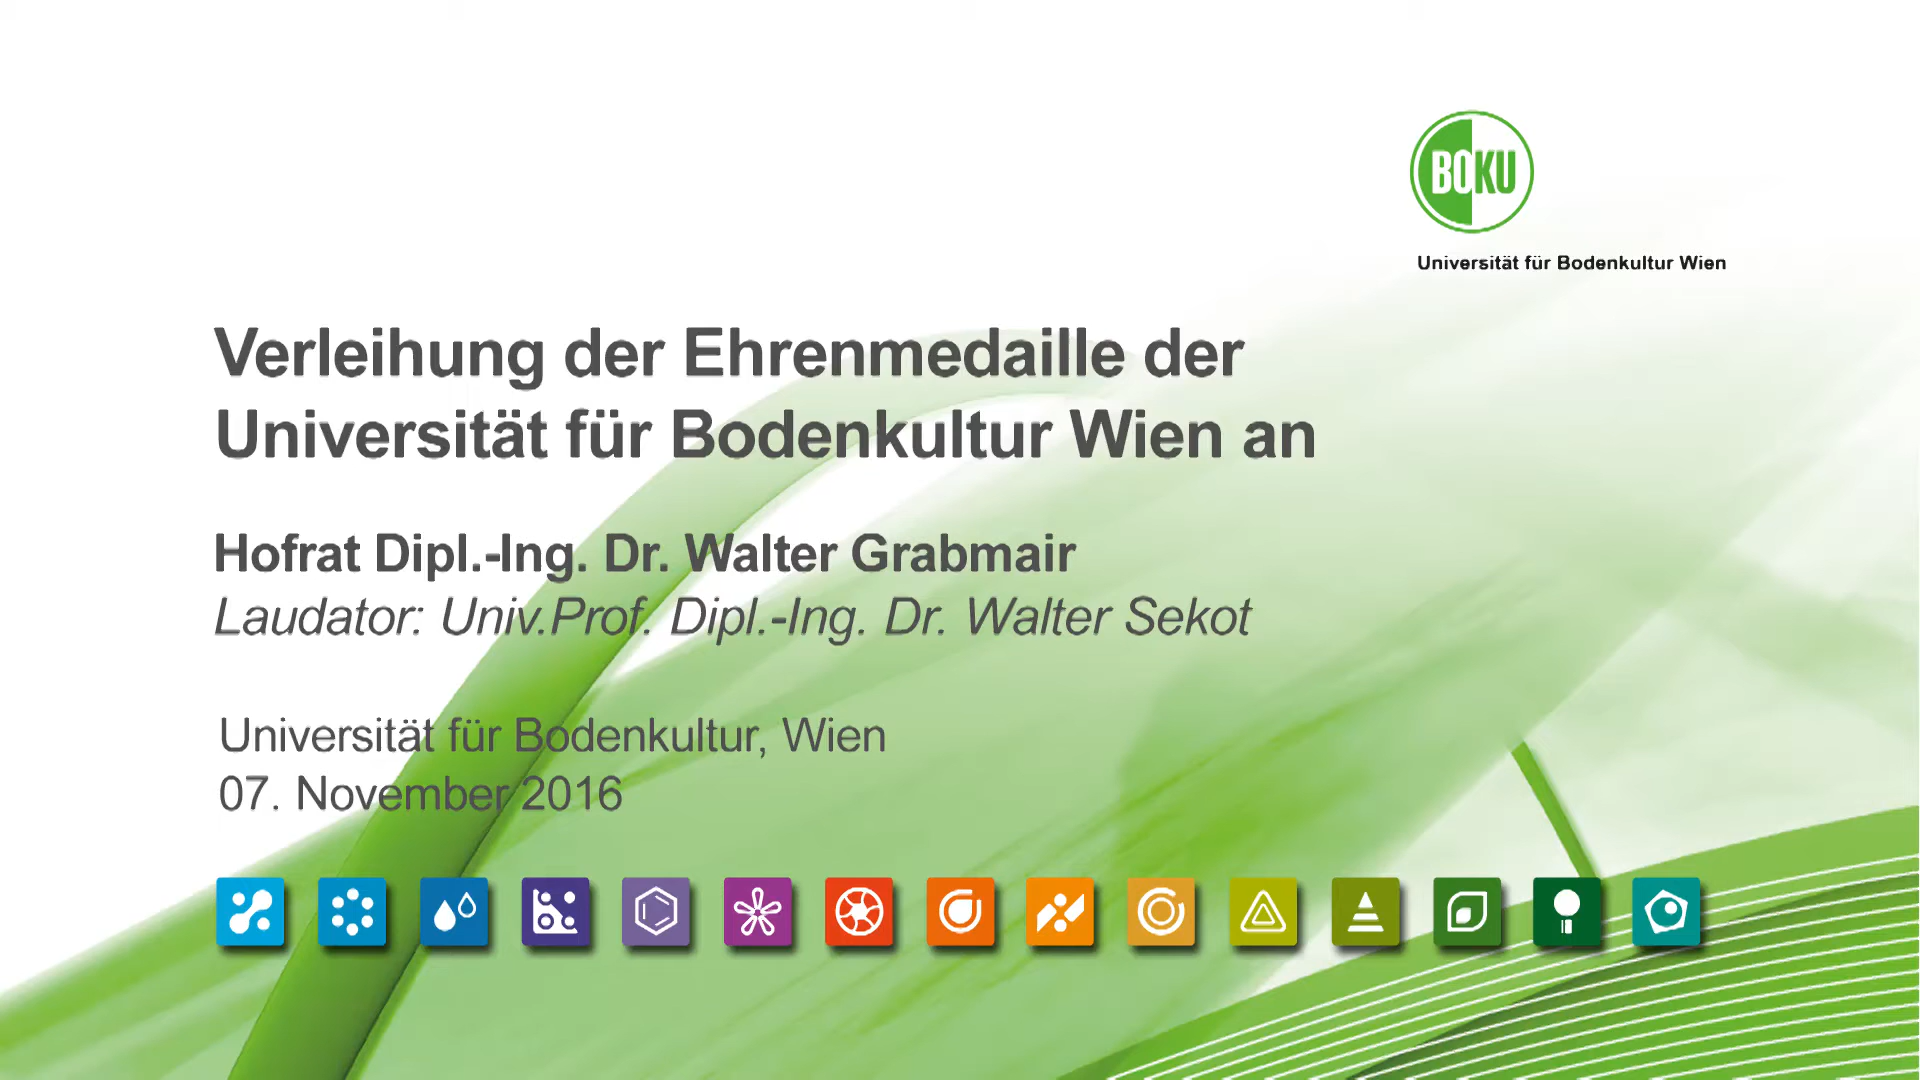 BOKU
Universität für Bodenkultur Wien
Verleihung der Ehrenmedaille der
Universität für Bodenkultur Wien an
Hofrat Dipl.-Ing. Dr. Walter Grabmair
Laudator: Univ.Prof. Dipl.-Ing. Dr. Walter Sekot
Universität für Bodenkultur, Wien
07. November 2016